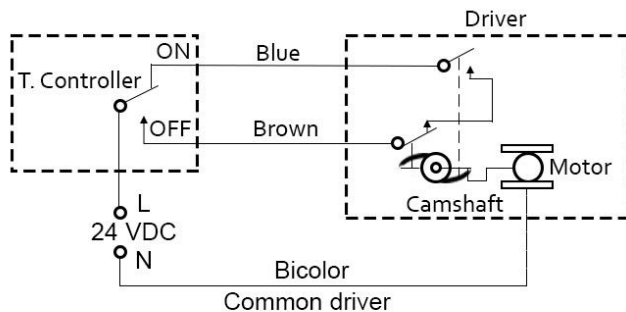 Driver
ON
Blue
T. Controller
OFF
Brown
Motor
Camshaft
L
24 VDC
N
Bicolor
Common driver